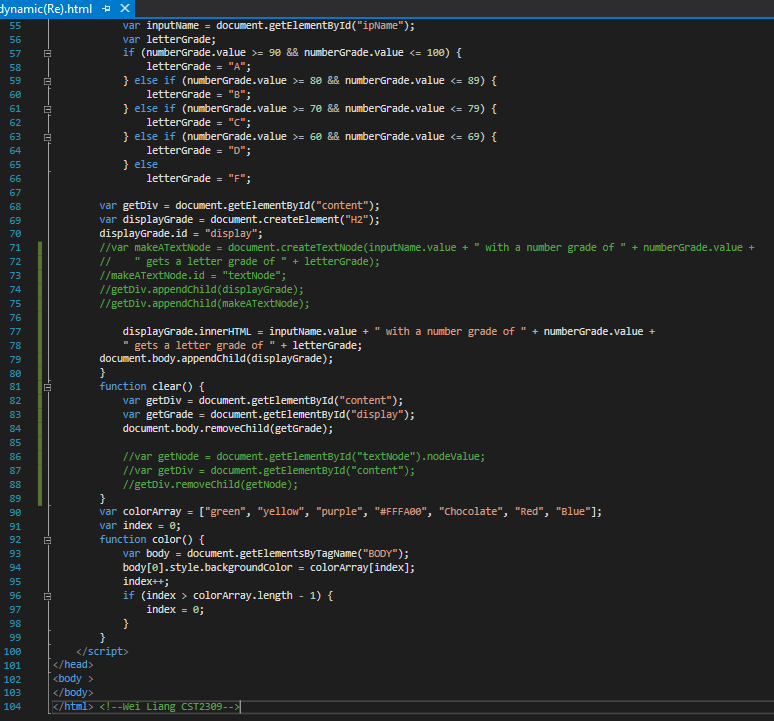 dynamic(Re).html
55 var inputName = document.getElementById("ipName");
56 var letterGrade;
57 if (numberGrade.value >= 90 && numberGrade.value <= 100) {
58 letterGrade = "A";
59 } else if (numberGrade.value >= 80 && numberGrade.value <= 89) {
60 letterGrade = "B";
61 } else if (numberGrade.value >= 70 && numberGrade.value <= 79) {
62 letterGrade = "C";
63 } else if (numberGrade.value >= 60 && numberGrade.value <= 69) {
64 letterGrade = "D";
65 } else
66 letterGrade = "F";
67
68 var getDiv = document.getElementById("content");
69 var displayGrade = document.createElement("H2");
70 displayGrade.id = "display";
71 //var makeATextNode = document.createTextNode(inputName.value + " with a number grade of " + numberGrade.value +
72 // " gets a letter grade of " + letterGrade);
73 //makeATextNode.id = "textNode";
74 //getDiv.appendChild(displayGrade);
75 //getDiv.appendChild(makeATextNode);
76
77 displayGrade.innerHTML = inputName.value + " with a number grade of " + numberGrade.value +
78 " gets a letter grade of " + letterGrade;
79 document.body.appendChild(displayGrade);
80 }
81 function clear() {
82 var getDiv = document.getElementById("content");
83 var getGrade = document.getElementById("display");
84 document.body.removeChild(getGrade);
85
86 //var getNode = document.getElementById("textNode").nodeValue;
87 //var getDiv = document.getElementById("content");
88 //getDiv.removeChild(getNode);
89 }
90 var colorArray = ["green", "yellow", "purple", "#FFFA00", "Chocolate", "Red", "Blue"];
91 var index = 0;
92 function color() {
93 var body = document.getElementsByTagName("BODY");
94 body[0].style.backgroundColor = colorArray[index];
95 index++;
96 if (index > colorArray.length - 1) {
97 index = 0;
98 }
99 }
100 </script>
101 </head>
102 <body >
103 </body>
104 </html> <!--Wei Liang CST2309-->